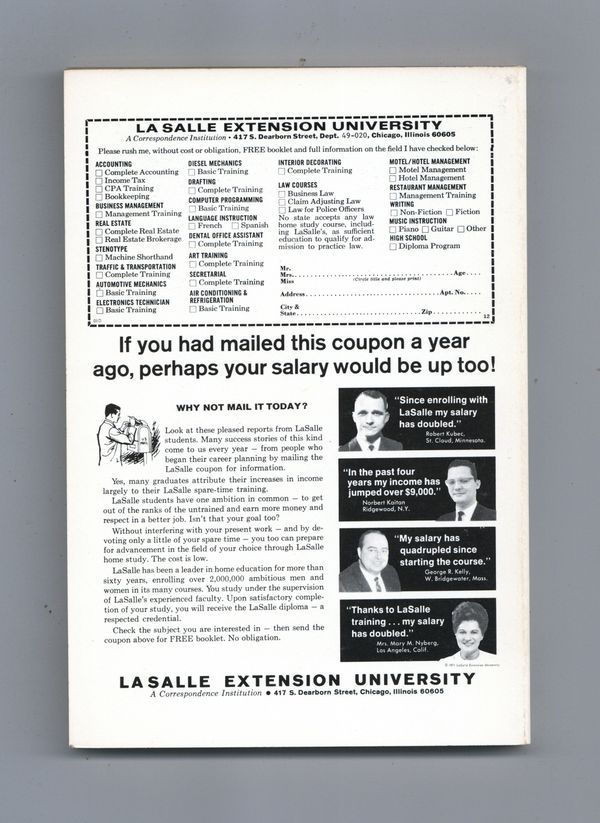 LA SALLE EXTENSION UNIVERSITY
A Correspondence Institution • 417 S. Dearborn Street, Dept. 49-020, Chicago, Illinois 60605
Please rush me, without cost or obligation, FREE booklet and full information on the field I have checked below:
ACCOUNTING
Complete Accounting
Income Tax
CPA Training
Bookkeeping
BUSINESS MANAGEMENT
Management Training
REAL ESTATE
Complete Real Estate
Real Estate Brokerage
STENOTYPE
Machine Shorthand
TRAFFIC & TRANSPORTATION
Complete Training
AUTOMOTIVE MECHANICS
Basic Training
ELECTRONICS TECHNICIAN
Basic Training
DIESEL MECHANICS
Basic Training
DRAFTING
Complete Training
COMPUTER PROGRAMMING
Basic Training
LANGUAGE INSTRUCTION
French Spanish
DENTAL OFFICE ASSISTANT
Complete Training
ART TRAINING
Complete Training
SECRETARIAL
Complete Training
AIR CONDITIONING &
REFRIGERATION
Basic Training
INTERIOR DECORATING
Complete Training
LAW COURSES
Business Law
Claim Adjusting Law
Law for Police Officers
No state accepts any law
home study course, includ-
ing LaSalle's, as sufficient
education to qualify for ad-
mission to practice law.
MOTEL/HOTEL MANAGEMENT
Motel Management
Hotel Management
RESTAURANT MANAGEMENT
Management Training
WRITING
Non-Fiction Fiction
MUSIC INSTRUCTION
Piano Guitar Other
HIGH SCHOOL
Diploma Program
Mr.
Mrs. Age
Miss (Circle title and please print)
Address Apt. No.
City &
State Zip
12
If you had mailed this coupon a year
ago, perhaps your salary would be up too!
WHY NOT MAIL IT TODAY?
Look at these pleased reports from LaSalle
students. Many success stories of this kind
come to us every year – from people who
began their career planning by mailing the
LaSalle coupon for information.
Yes, many graduates attribute their increases in income
largely to their LaSalle spare-time training.
LaSalle students have one ambition in common – to get
out of the ranks of the untrained and earn more money and
respect in a better job. Isn't that your goal too?
Without interfering with your present work – and by de-
voting only a little of your spare time – you too can prepare
for advancement in the field of your choice through LaSalle
home study. The cost is low.
LaSalle has been a leader in home education for more than
sixty years, enrolling over 2,000,000 ambitious men and
women in its many courses. You study under the supervision
of LaSalle's experienced faculty. Upon satisfactory comple-
tion of your study, you will receive the LaSalle diploma – a
respected credential.
Check the subject you are interested in – then send the
coupon above for FREE booklet. No obligation.
"Since enrolling with
LaSalle my salary
has doubled."
Robert Kubec,
St. Cloud, Minnesota.
"In the past four
years my income has
jumped over $9,000."
Norbert Kaitan
Ridgewood, N.Y.
"My salary has
quadrupled since
starting the course."
George R. Kelly,
W. Bridgewater, Mass.
"Thanks to LaSalle
training . . . my salary
has doubled."
Mrs. Mary M. Nyberg,
Los Angeles, Calif.
© 1971 LaSalle Extension University
LA SALLE EXTENSION UNIVERSITY
A Correspondence Institution • 417 S. Dearborn Street, Chicago, Illinois 60605